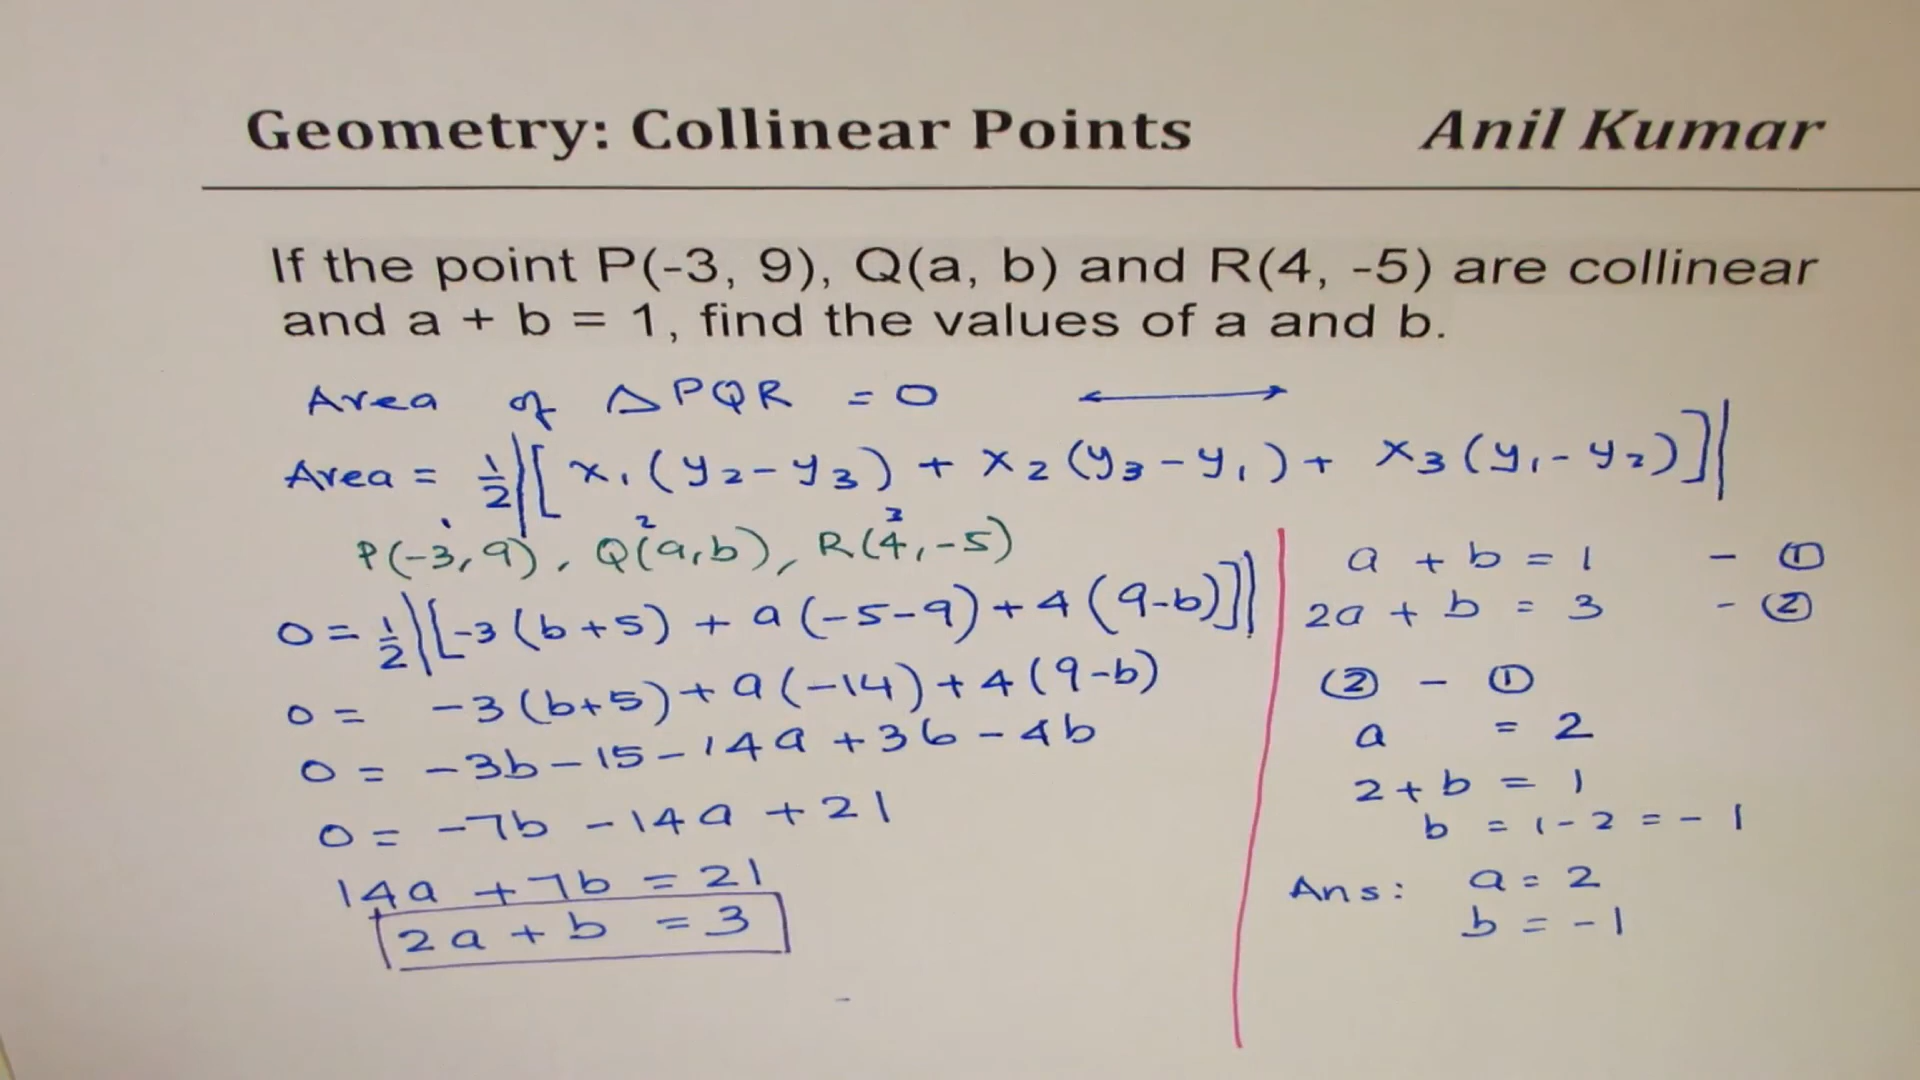 Geometry: Collinear Points Anil Kumar
If the point P(-3, 9), Q(a, b) and R(4, -5) are collinear
and a + b = 1, find the values of a and b.
Area of △PQR = 0
Area = 1/2 |[x₁(y₂-y₃) + x₂(y₃-y₁) + x₃(y₁-y₂)]|
1 2 3
P(-3,9), Q(a,b), R(4,-5)
0 = 1/2 |[-3(b+5) + a(-5-9) + 4(9-b)]|
0 = -3(b+5) + a(-14) + 4(9-b)
0 = -3b-15-14a+36-4b
0 = -7b-14a+21
14a+7b = 21
2a+b = 3
a + b = 1 - ①
2a + b = 3 - ②
② - ①
a = 2
2+b = 1
b = 1-2 = -1
Ans: a = 2
b = -1